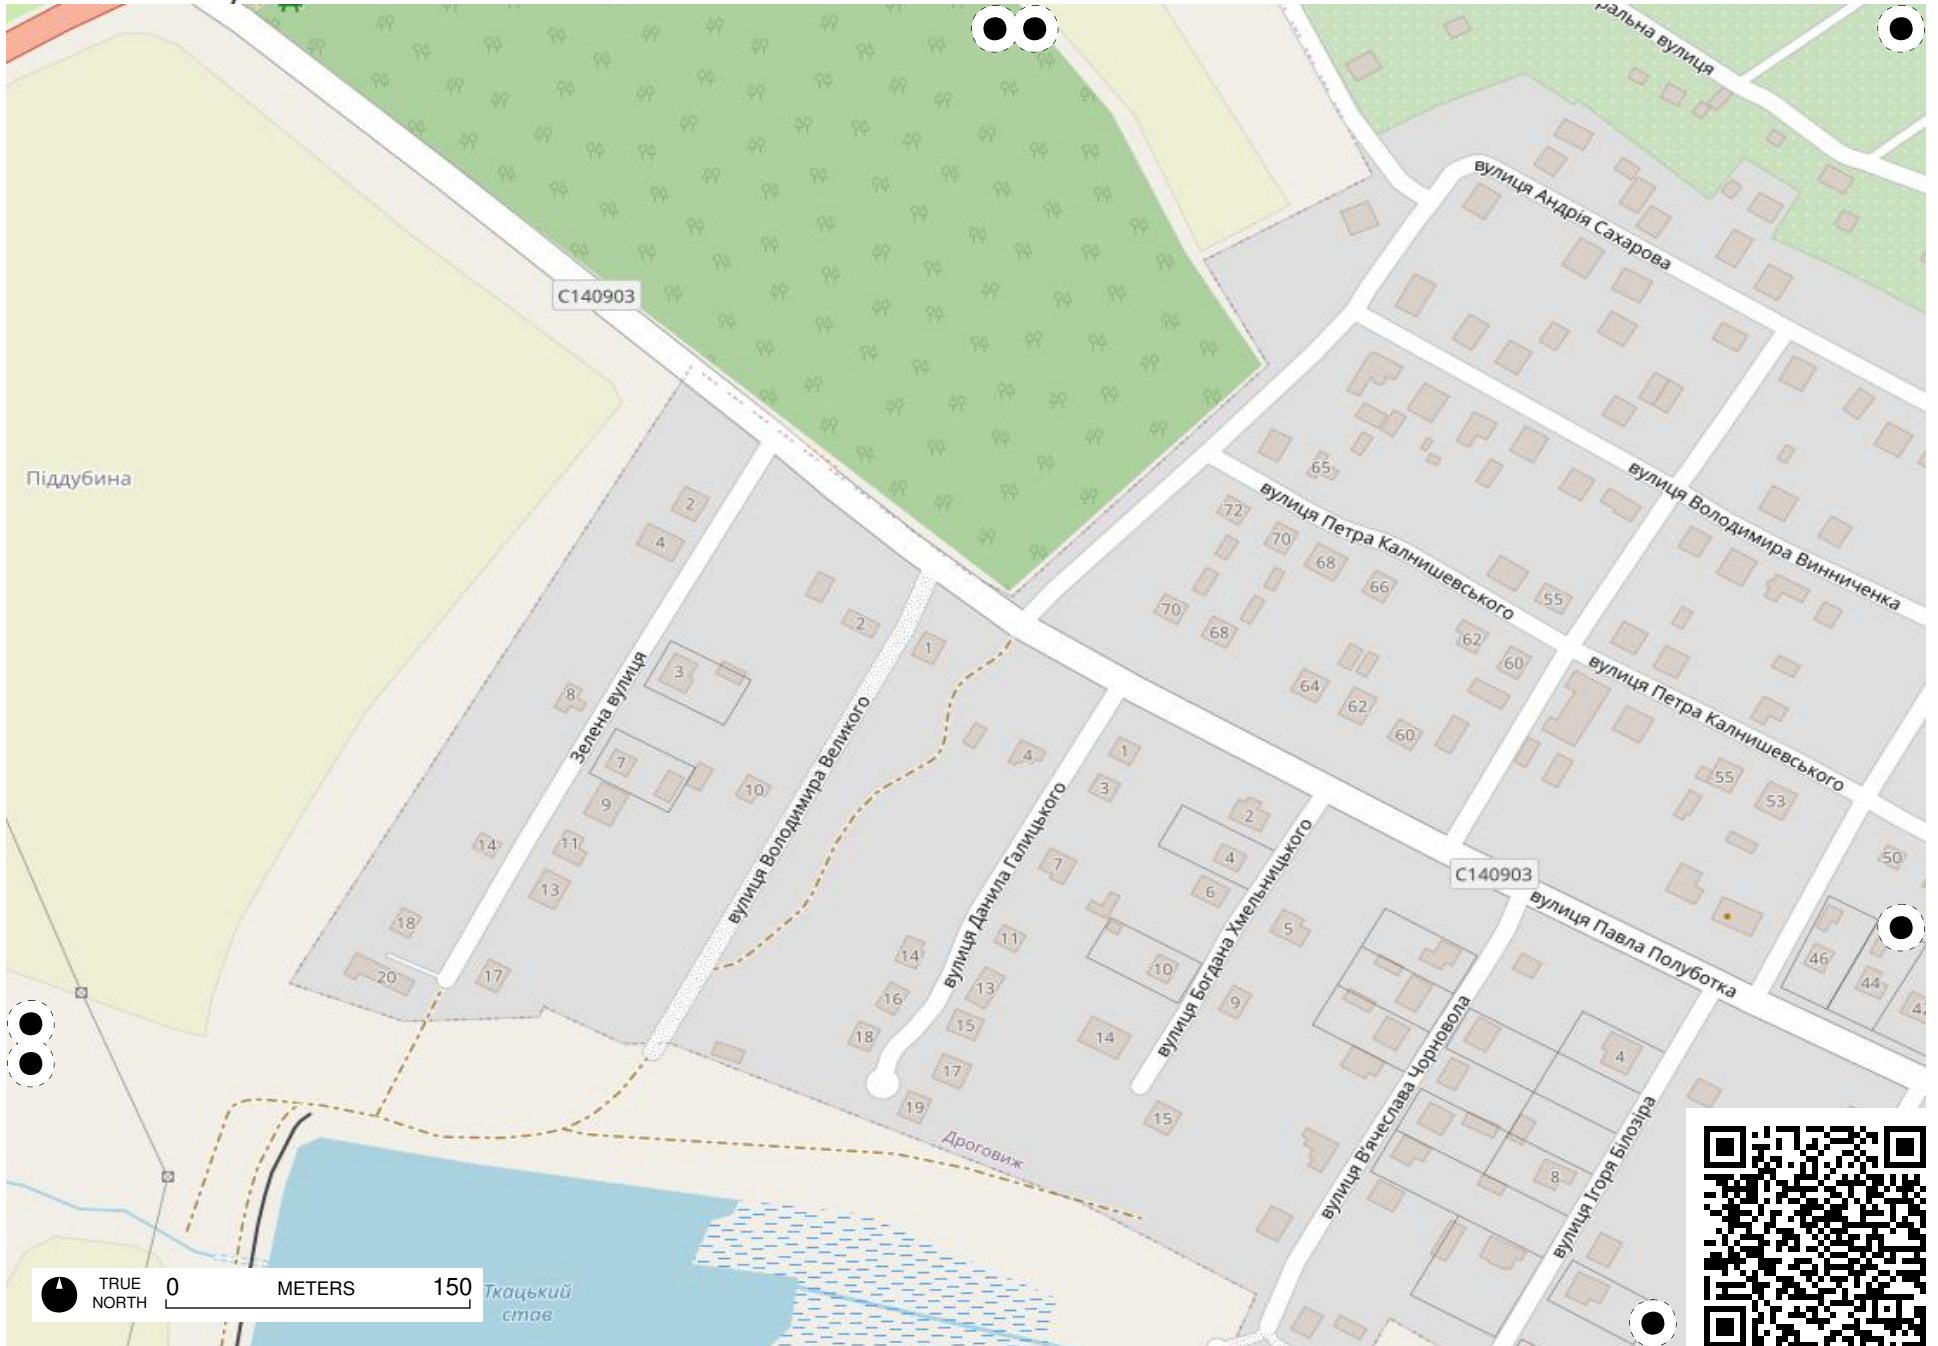 ральна вулиця
вулиця Андрія Сахарова
С140903
Піддубина
65
вулиця Володимира Винниченка
72
вулиця Петра Калнишевського
2
70
4
68
66
55
70
68
62
60
2
1
3
8
Зелена вулиця
64
62
60
вулиця Петра Калнишевського
вулиця Володимира Великого
4
1
7
10
3
55
53
9
2
вулиця Данила Галицького
14
11
7
4
50
13
6
вулиця Богдана Хмельницького
С140903
18
5
вулиця Павла Полуботка
14
11
46
20
17
10
44
16
13
9
18
15
14
вулиця В'ячеслава Чорновола
4
17
19
15
Дроговиж
вулиця Ігоря Білозіра
8
TRUE
NORTH
0 METERS 150
Ткацький
став